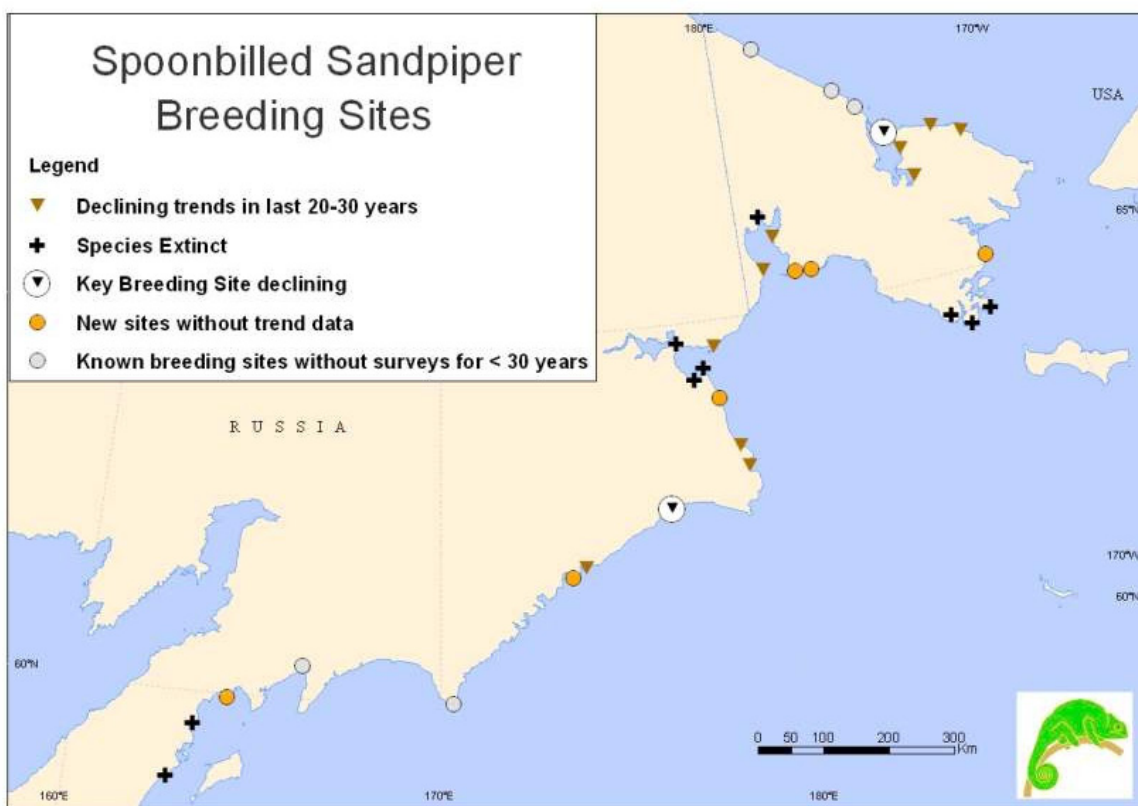 Spoonbilled Sandpiper
Breeding Sites
Legend
Declining trends in last 20-30 years
Species Extinct
Key Breeding Site declining
New sites without trend data
Known breeding sites without surveys for < 30 years
180°E
170°W
USA
65°N
R U S S I A
170°W
60°N
60°N
0 50 100 200 300
Km
160°E
170°E
180°E